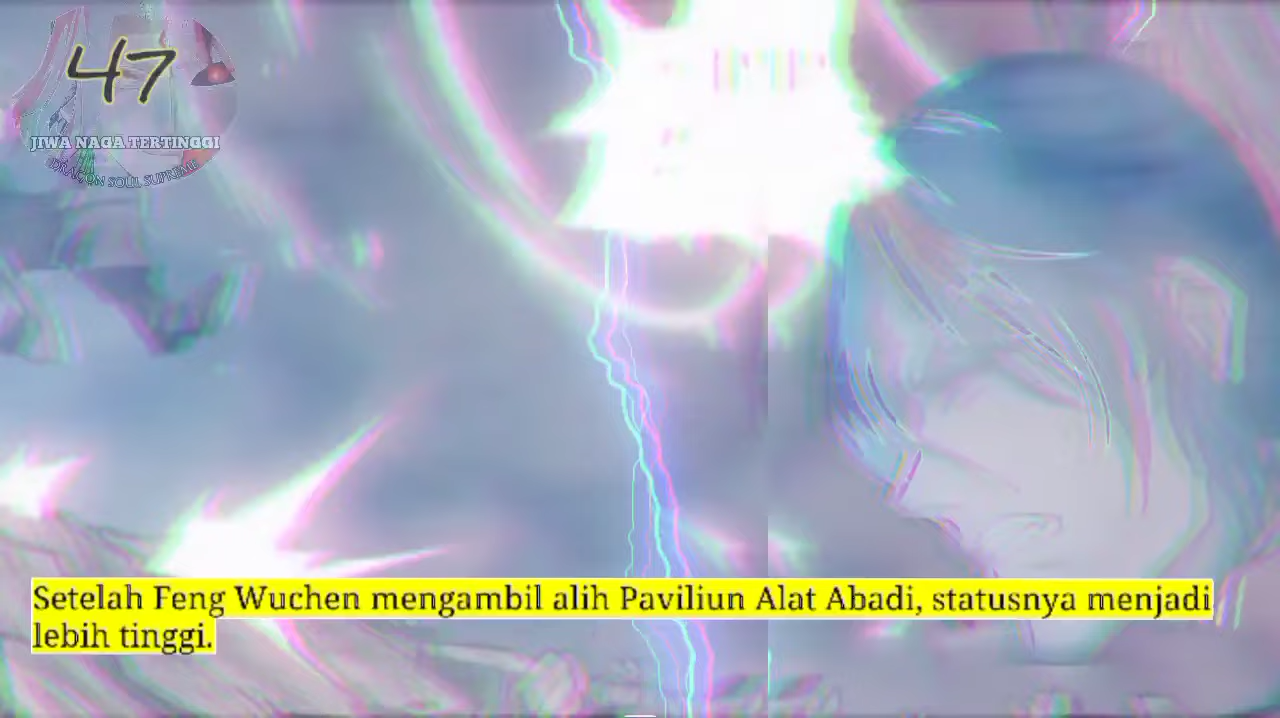 47
JIWA NAGA TERTINGGI
DRAGON SOUL SUPREME
Setelah Feng Wuchen mengambil alih Paviliun Alat Abadi, statusnya menjadi
lebih tinggi.